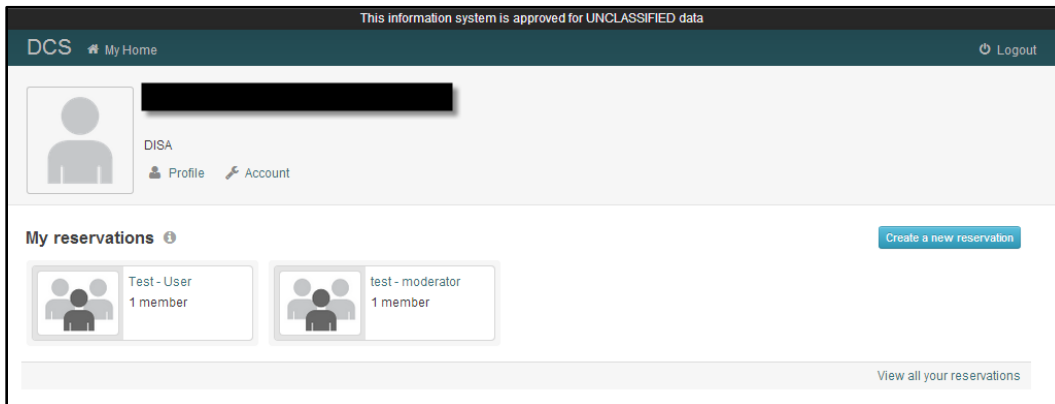 This information system is approved for UNCLASSIFIED data
DCS My Home Logout
DISA
Profile Account
My reservations Create a new reservation
Test - User test - moderator
1 member 1 member
View all your reservations